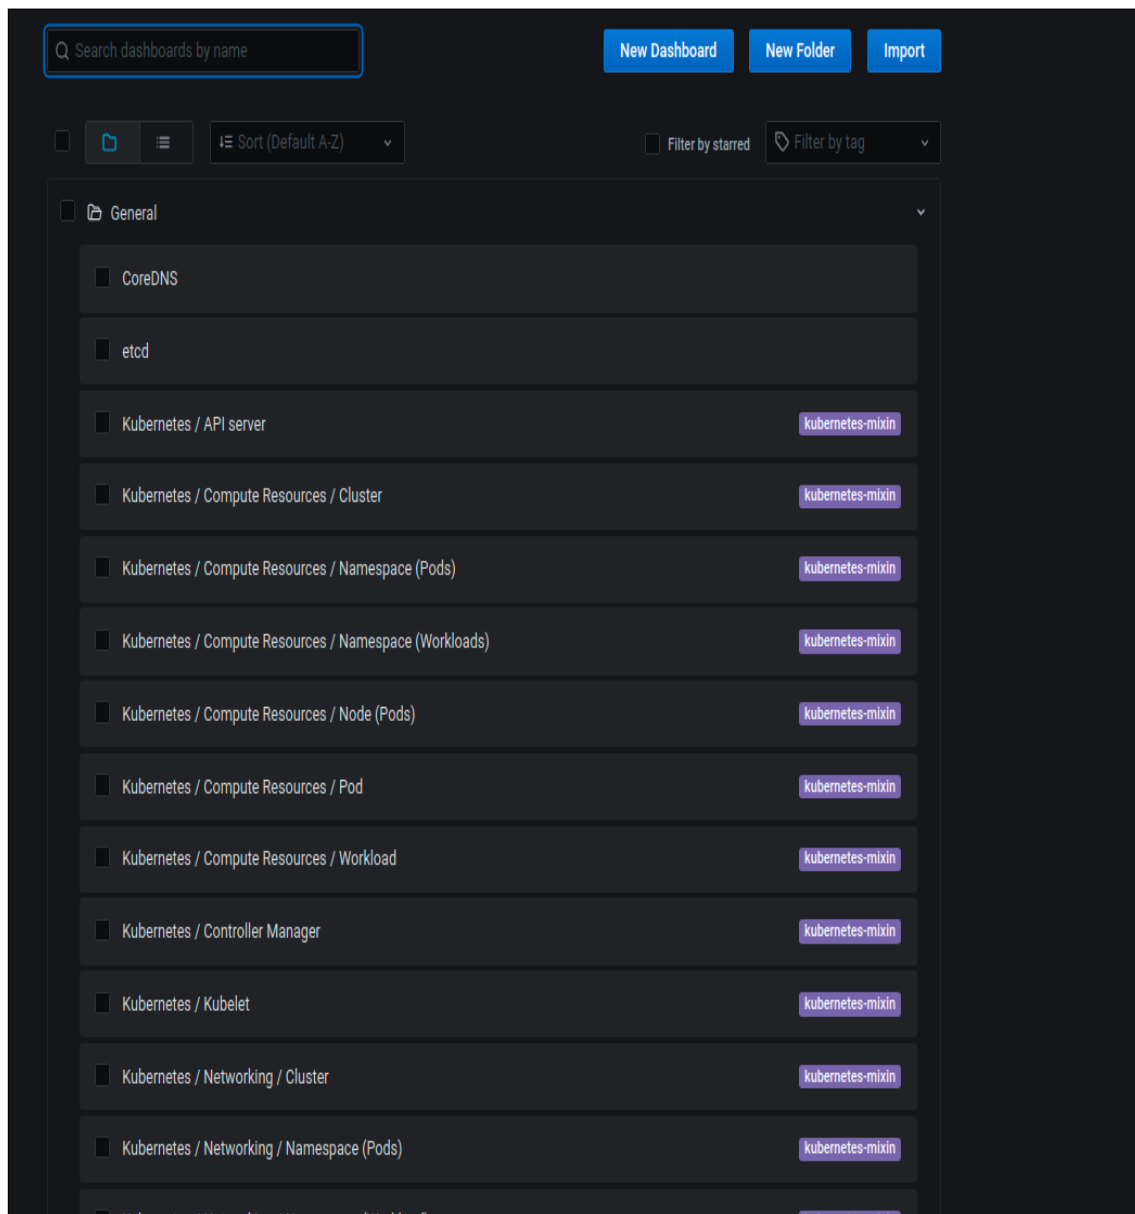 Search dashboards by name
New Dashboard
New Folder
Import
Sort (Default A-Z)
Filter by starred
Filter by tag
General
CoreDNS
etcd
Kubernetes / API server
kubernetes-mixin
Kubernetes / Compute Resources / Cluster
kubernetes-mixin
Kubernetes / Compute Resources / Namespace (Pods)
kubernetes-mixin
Kubernetes / Compute Resources / Namespace (Workloads)
kubernetes-mixin
Kubernetes / Compute Resources / Node (Pods)
kubernetes-mixin
Kubernetes / Compute Resources / Pod
kubernetes-mixin
Kubernetes / Compute Resources / Workload
kubernetes-mixin
Kubernetes / Controller Manager
kubernetes-mixin
Kubernetes / Kubelet
kubernetes-mixin
Kubernetes / Networking / Cluster
kubernetes-mixin
Kubernetes / Networking / Namespace (Pods)
kubernetes-mixin